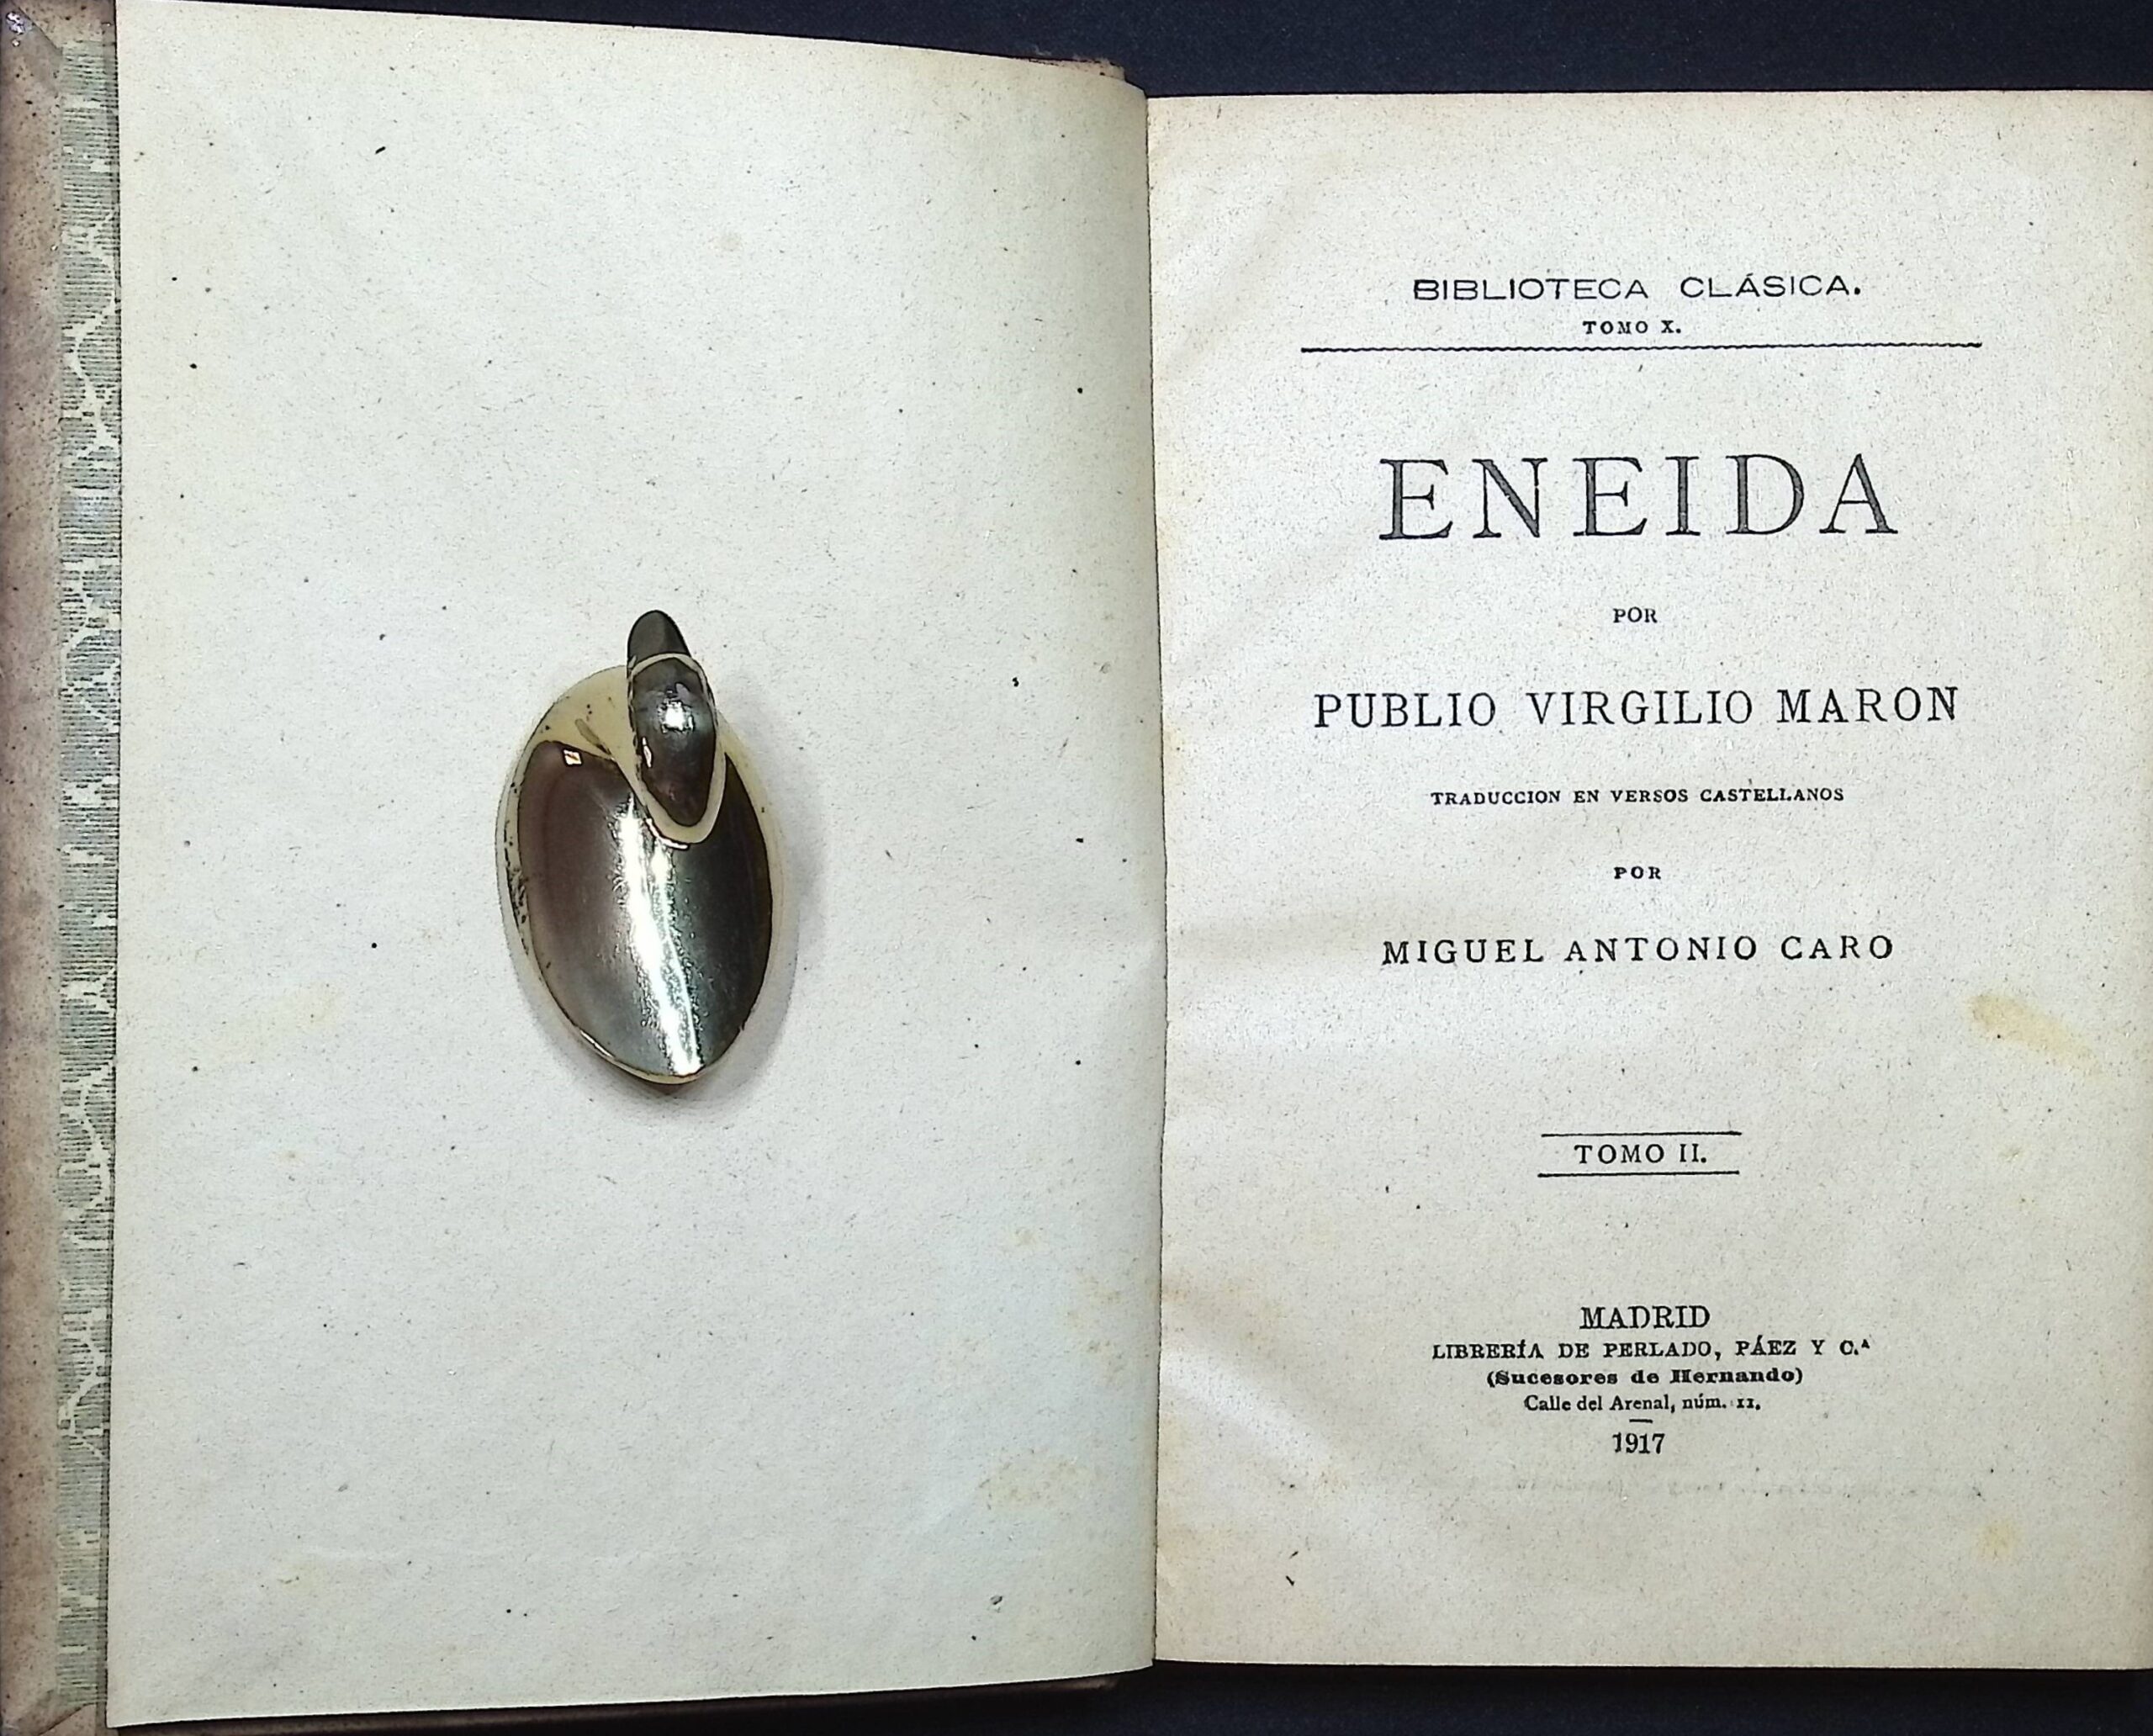 BIBLIOTECA CLÁSICA.
TOMO X.
ENEIDA
POR
PUBLIO VIRGILIO MARON
TRADUCCION EN VERSOS CASTELLANOS
POR
MIGUEL ANTONIO CARO
TOMO II.
MADRID
LIBRERÍA DE PERLADO, PÁEZ Y C.ᴬ
(Sucesores de Hernando)
Calle del Arenal, núm. 11.
1917